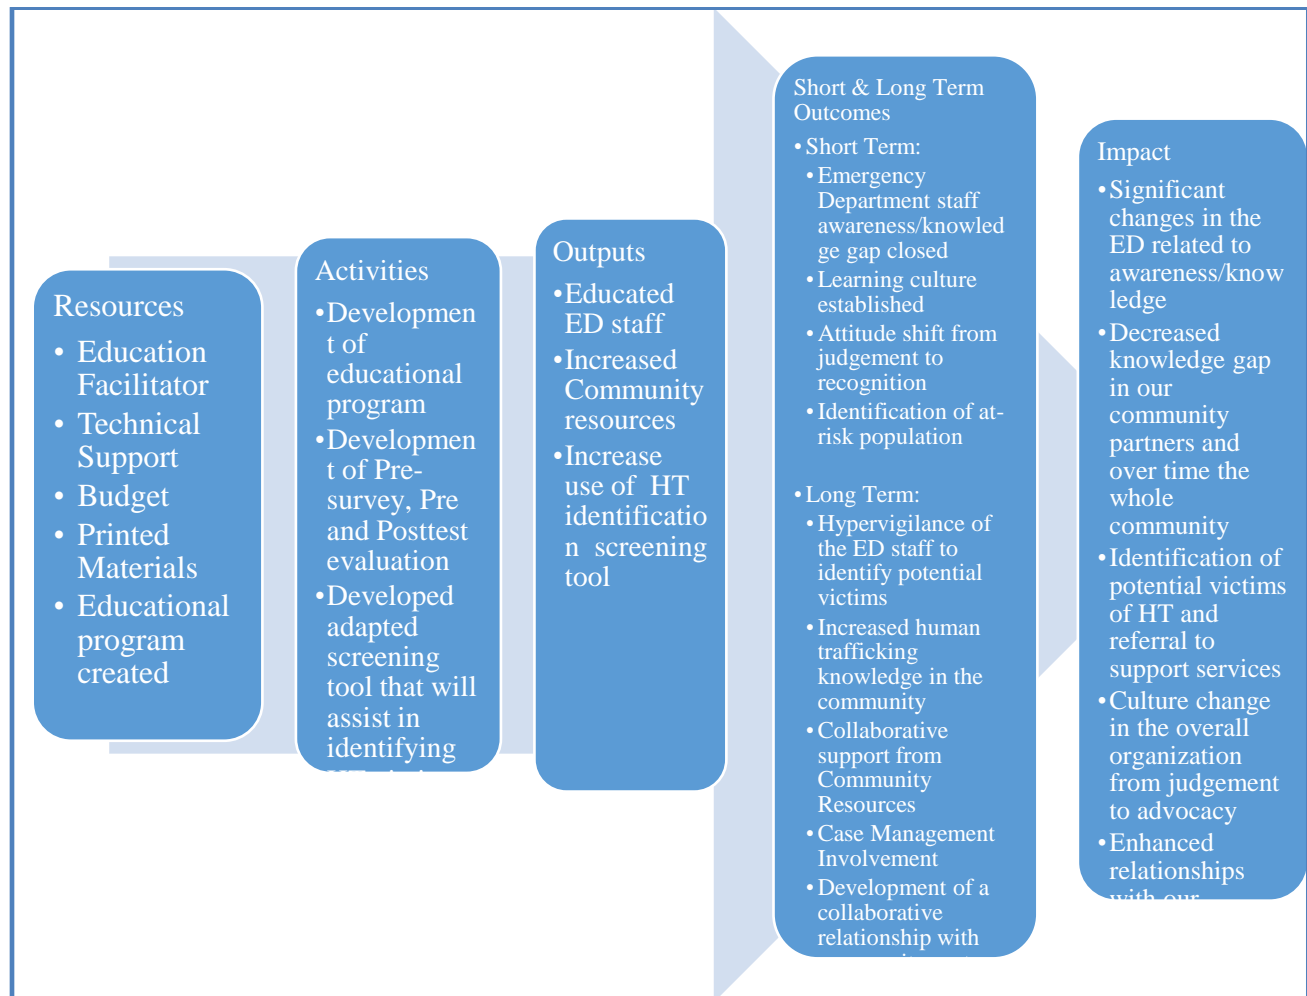 Resources
• Education
Facilitator
• Technical
Support
• Budget
• Printed
Materials
• Educational
program
created
Activities
•Developmen
t of
educational
program
•Developmen
t of Pre-
survey, Pre
and Posttest
evaluation
•Developed
adapted
screening
tool that will
assist in
identifying
Outputs
•Educated
ED staff
•Increased
Community
resources
•Increase
use of HT
identificatio
n screening
tool
Short & Long Term
Outcomes
•Short Term:
•Emergency
Department staff
awareness/knowled
ge gap closed
•Learning culture
established
•Attitude shift from
judgement to
recognition
•Identification of at-
risk population
•Long Term:
•Hypervigilance of
the ED staff to
identify potential
victims
•Increased human
trafficking
knowledge in the
community
•Collaborative
support from
Community
Resources
•Case Management
Involvement
•Development of a
collaborative
relationship with
Impact
•Significant
changes in the
ED related to
awareness/know
ledge
•Decreased
knowledge gap
in our
community
partners and
over time the
whole
community
•Identification of
potential victims
of HT and
referral to
support services
•Culture change
in the overall
organization
from judgement
to advocacy
•Enhanced
relationships
with our